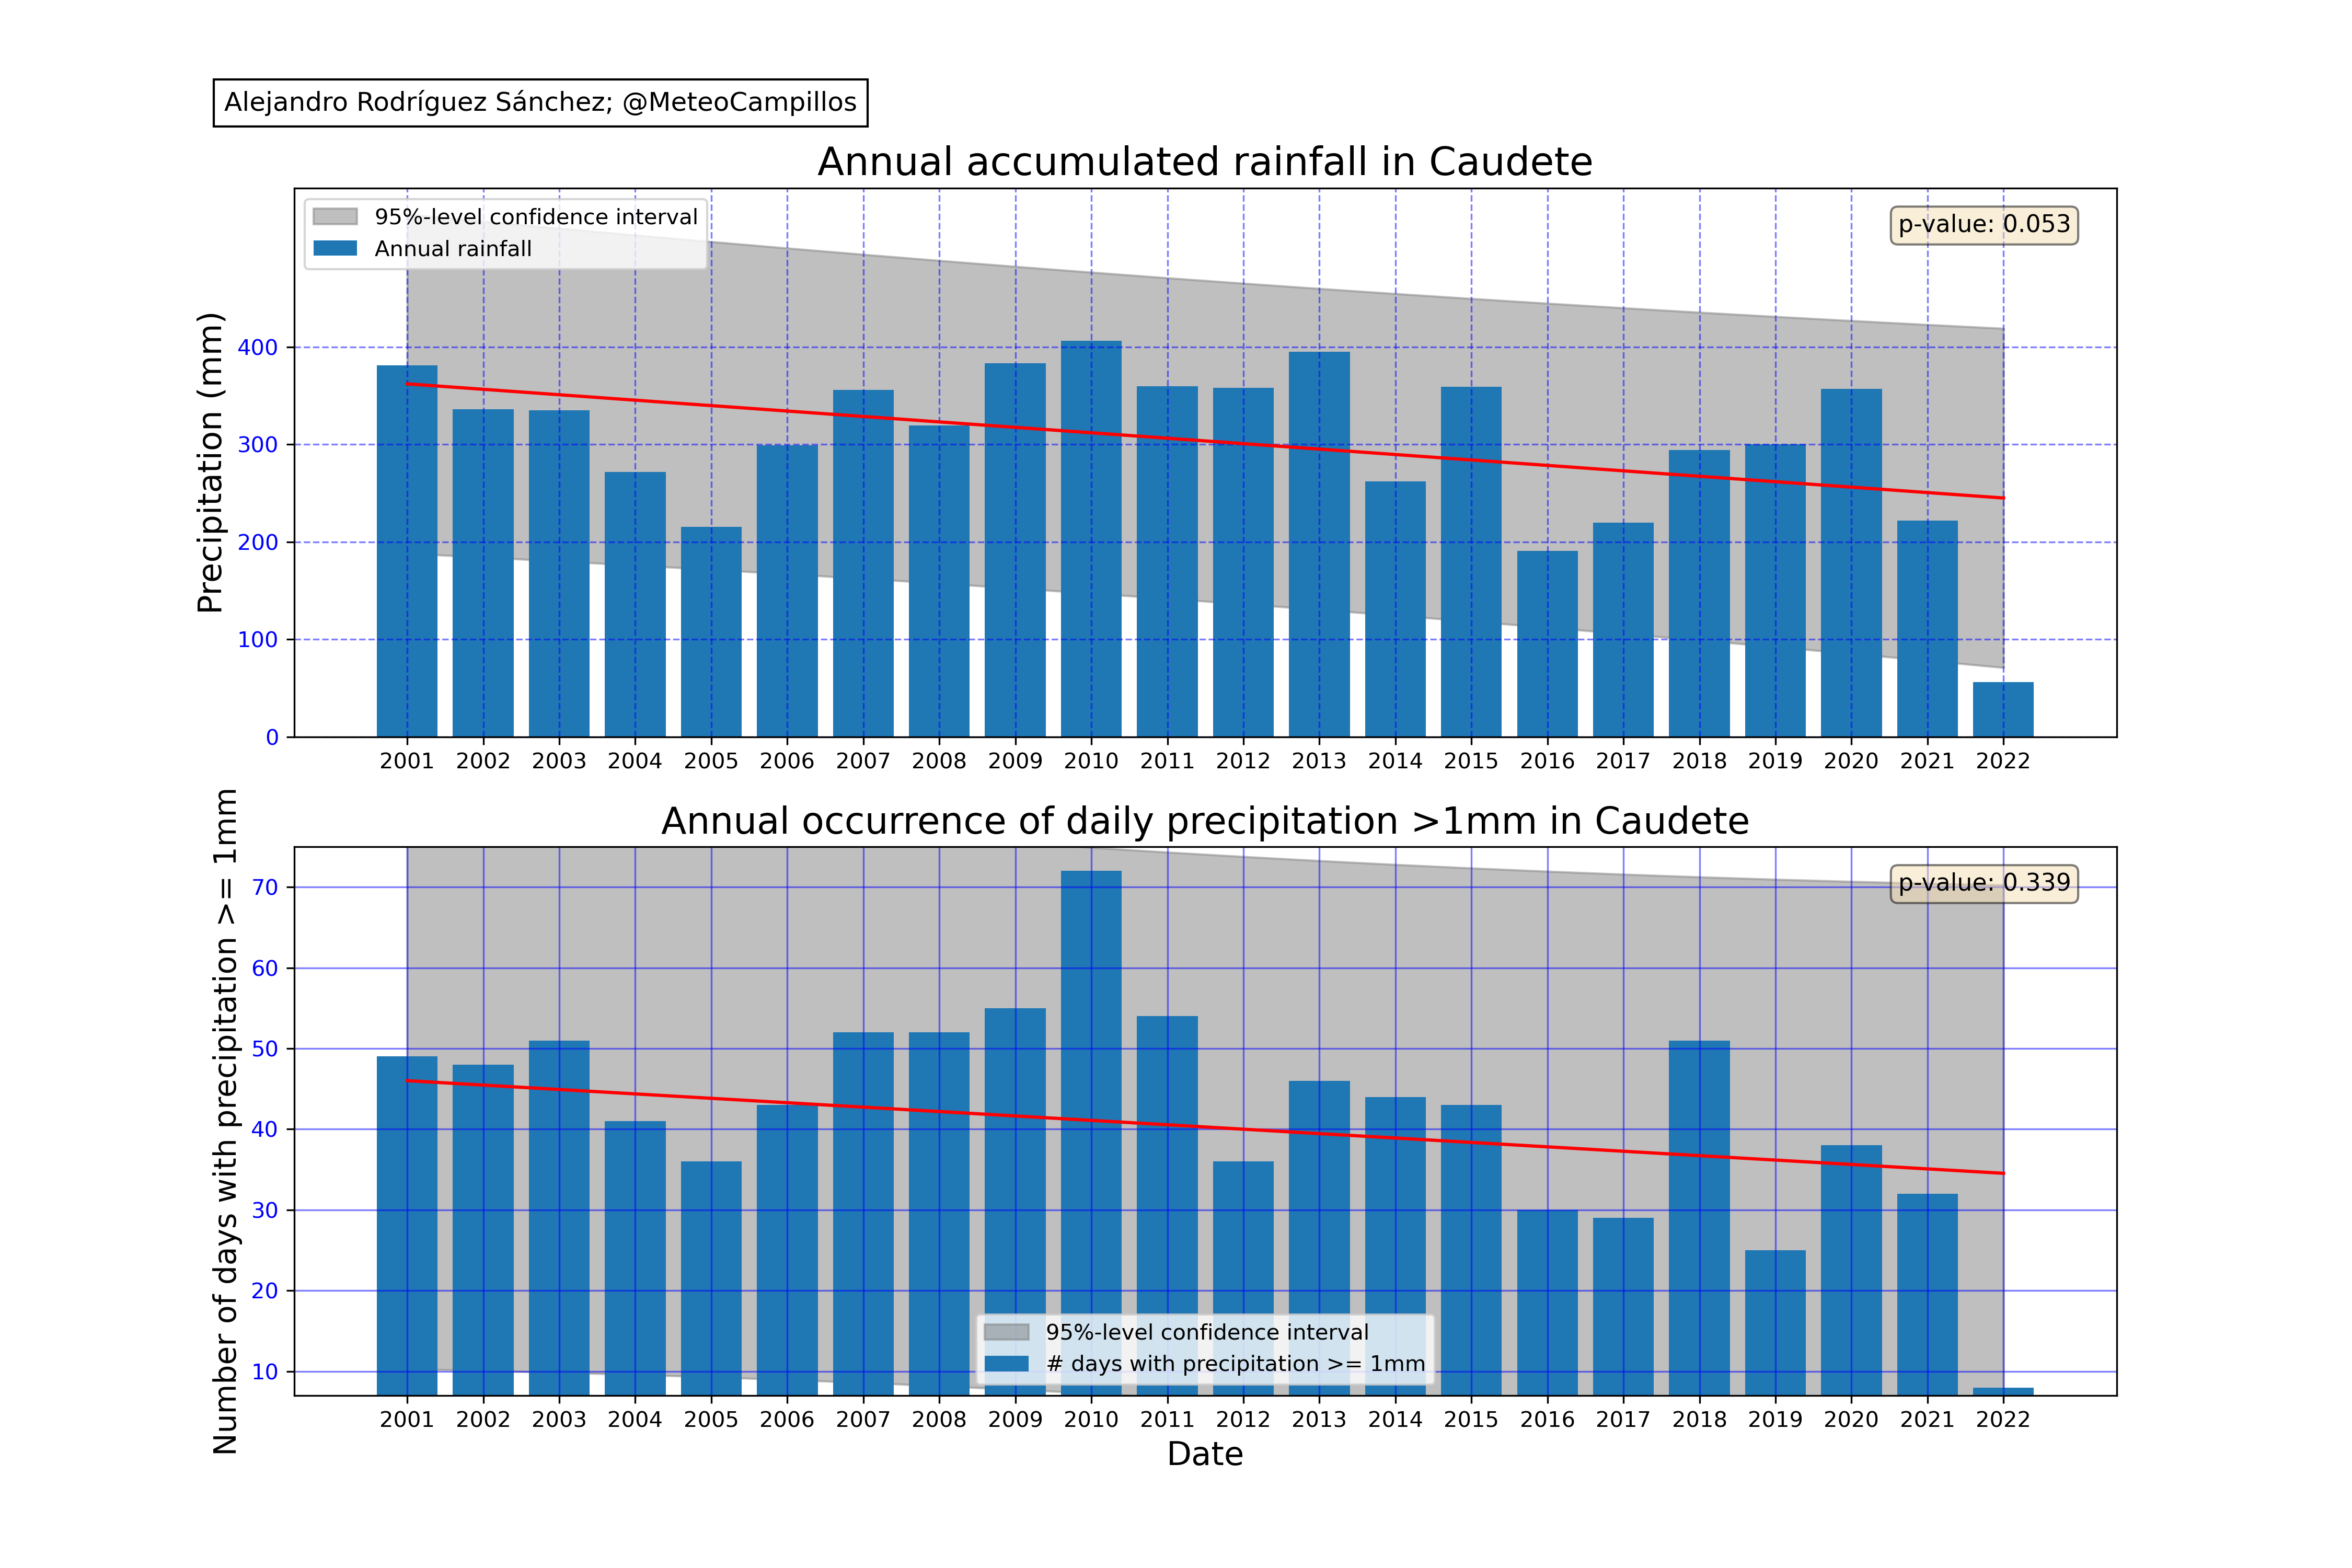 Alejandro Rodríguez Sánchez; @MeteoCampillos
Annual accumulated rainfall in Caudete
95%-level confidence interval
Annual rainfall
p-value: 0.053
Precipitation (mm)
400
300
200
100
0
2001 2002 2003 2004 2005 2006 2007 2008 2009 2010 2011 2012 2013 2014 2015 2016 2017 2018 2019 2020 2021 2022
Annual occurrence of daily precipitation >1mm in Caudete
p-value: 0.339
Number of days with precipitation >= 1mm
70
60
50
40
30
20
10
95%-level confidence interval
# days with precipitation >= 1mm
2001 2002 2003 2004 2005 2006 2007 2008 2009 2010 2011 2012 2013 2014 2015 2016 2017 2018 2019 2020 2021 2022
Date